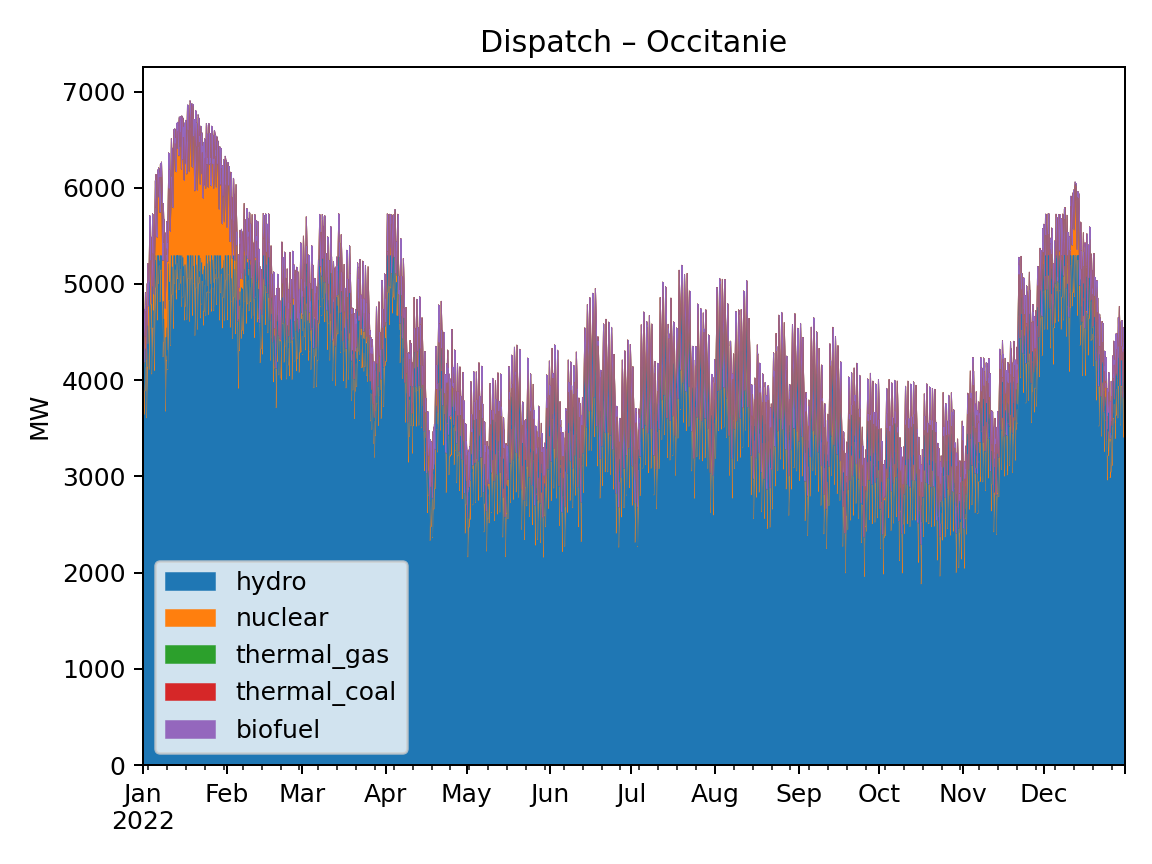 Dispatch – Occitanie
MW
7000
6000
5000
4000
3000
2000
1000
0
hydro
nuclear
thermal_gas
thermal_coal
biofuel
Jan Feb Mar Apr May Jun Jul Aug Sep Oct Nov Dec
2022